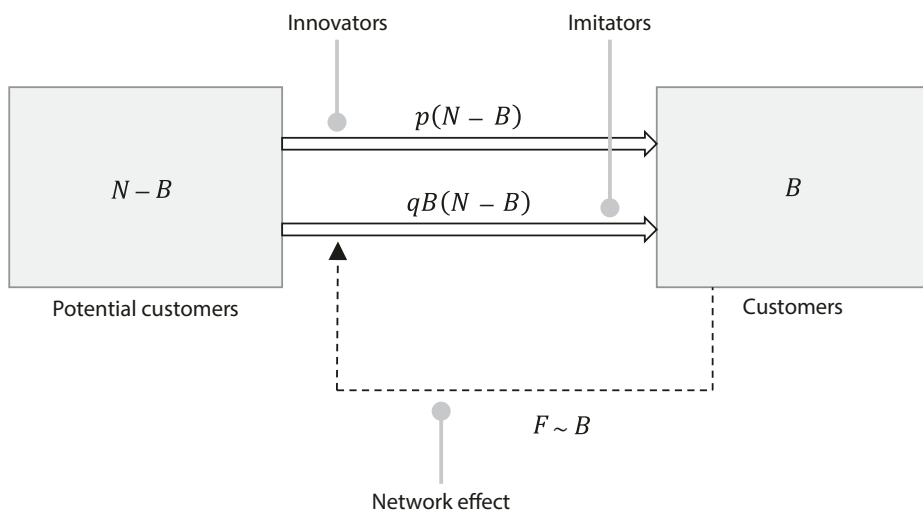 Innovators
Imitators
p(N – B)
N – B
qB(N – B)
B
Potential customers
Customers
F ~ B
Network effect